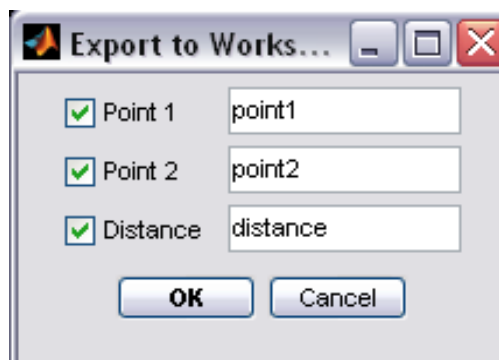 Export to Works...
Point 1 point1
Point 2 point2
Distance distance
OK Cancel